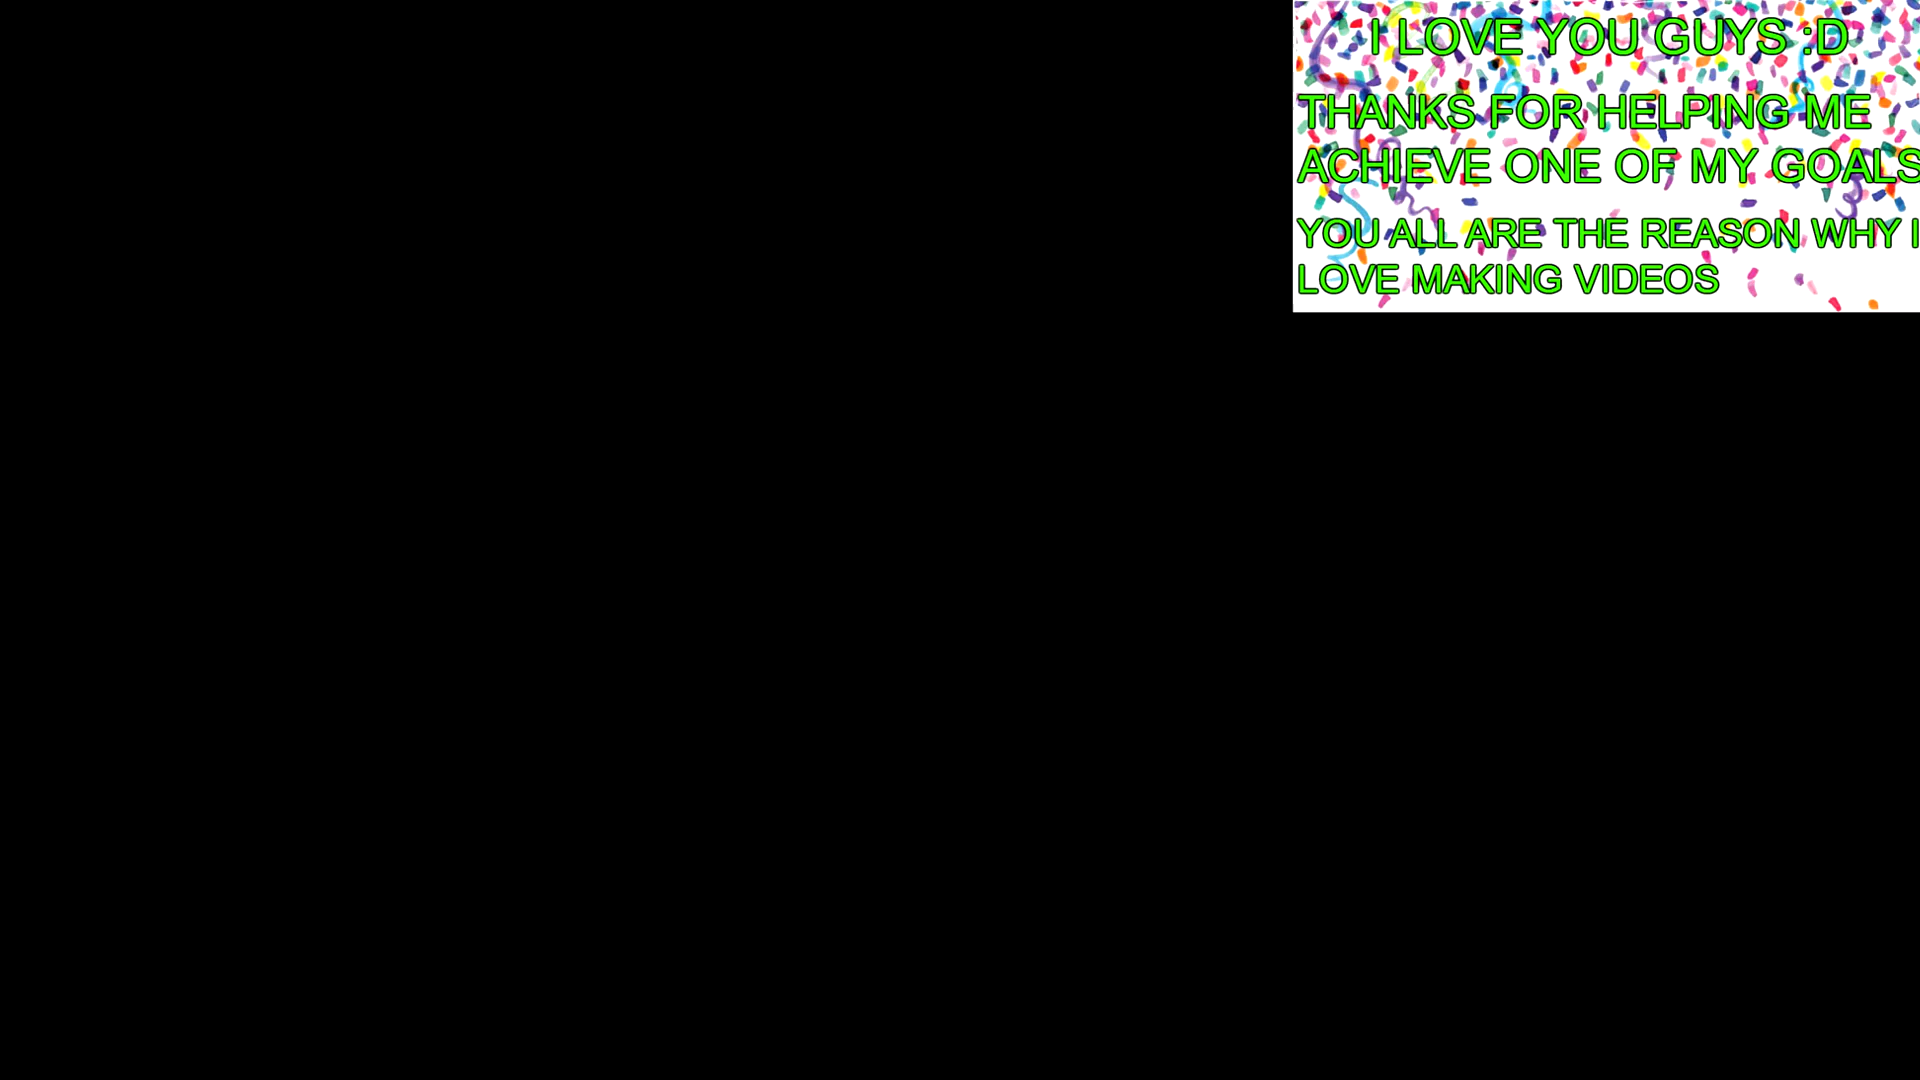 I LOVE YOU GUYS :D
THANKS FOR HELPING ME
ACHIEVE ONE OF MY GOALS
YOU ALL ARE THE REASON WHY I
LOVE MAKING VIDEOS